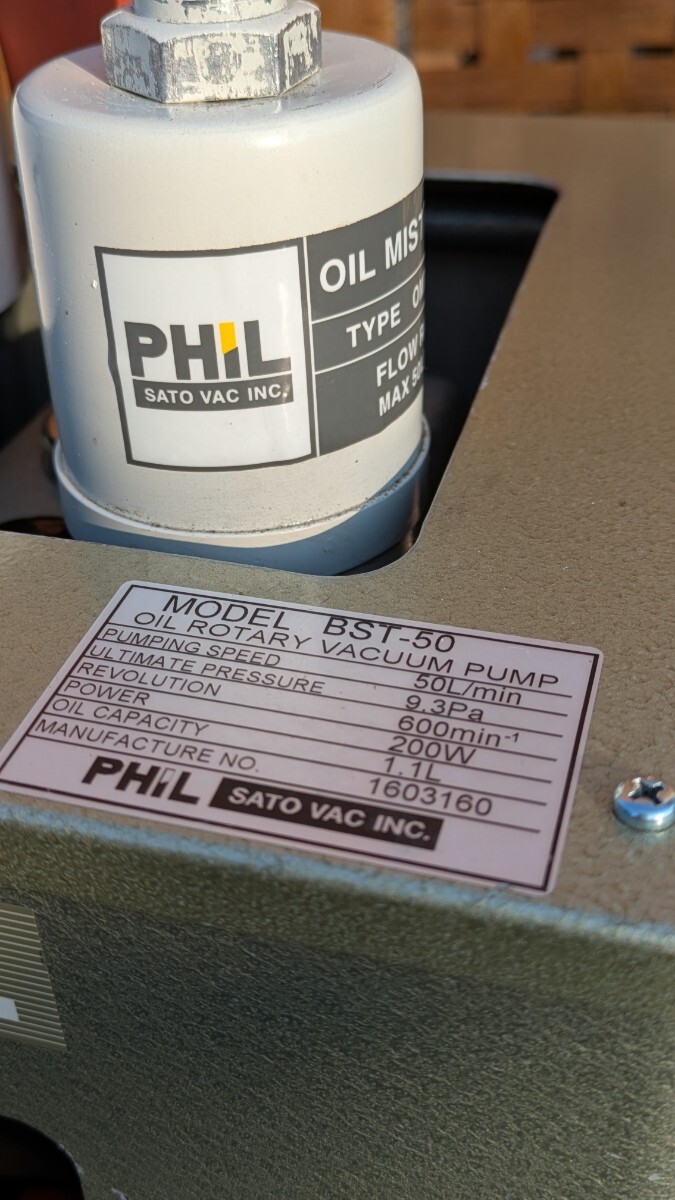 PHIL
SATO VAC INC.
OIL
TYPE
MAX
MODEL BST-50
OIL ROTARY VACUUM PUMP
PUMPING SPEED 50L/min
ULTIMATE PRESSURE 9.3Pa
REVOLUTION 600min⁻¹
POWER 200W
OIL CAPACITY 1.1L
MANUFACTURE NO. 1603160
PHIL SATO VAC INC.